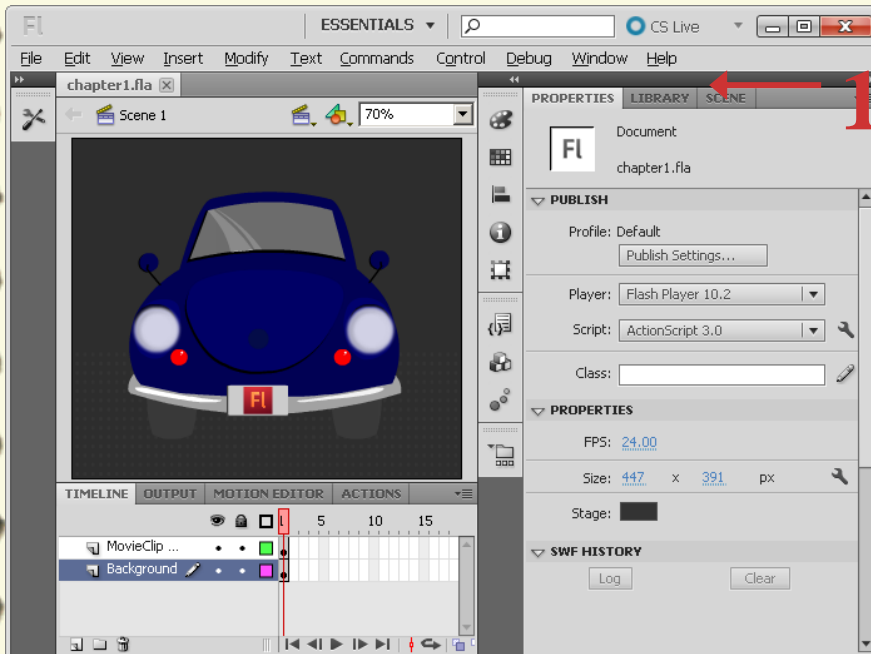 Fl ESSENTIALS CS Live
File Edit View Insert Modify Text Commands Control Debug Window Help
chapter1.fla
Scene 1 70%
Fl
TIMELINE OUTPUT MOTION EDITOR ACTIONS
1 5 10 15
MovieClip ...
Background
1
PROPERTIES LIBRARY SCENE
Fl Document
chapter1.fla
PUBLISH
Profile: Default
Publish Settings...
Player: Flash Player 10.2
Script: ActionScript 3.0
Class:
PROPERTIES
FPS: 24.00
Size: 447 x 391 px
Stage:
SWF HISTORY
Log Clear